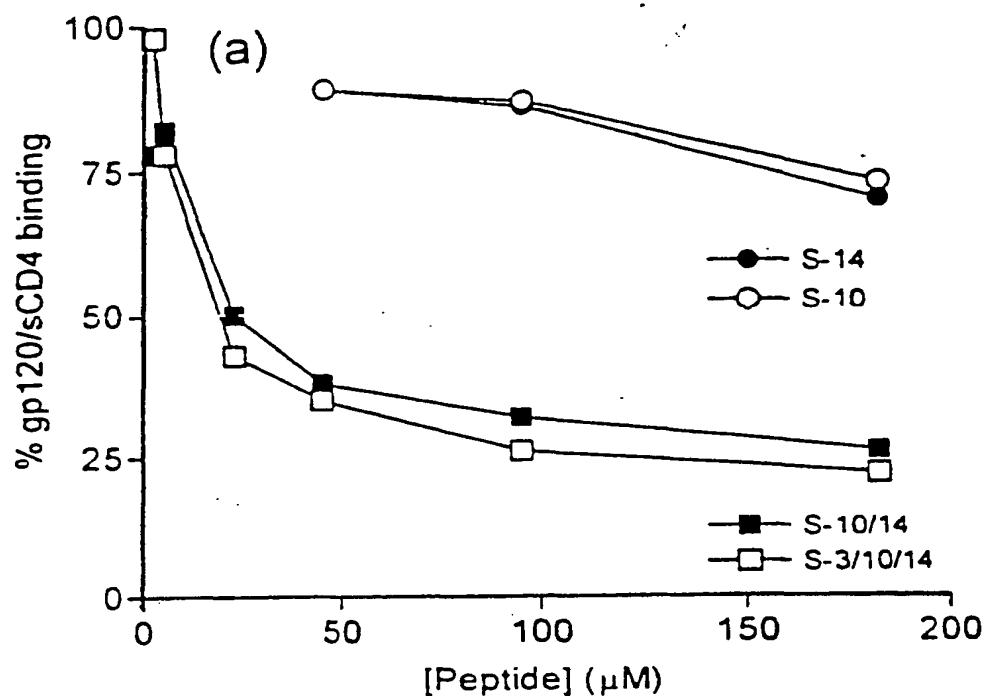 (a)
% gp120/sCD4 binding
100
75
50
25
0
S-14
S-10
S-10/14
S-3/10/14
0 50 100 150 200
[Peptide] (μM)